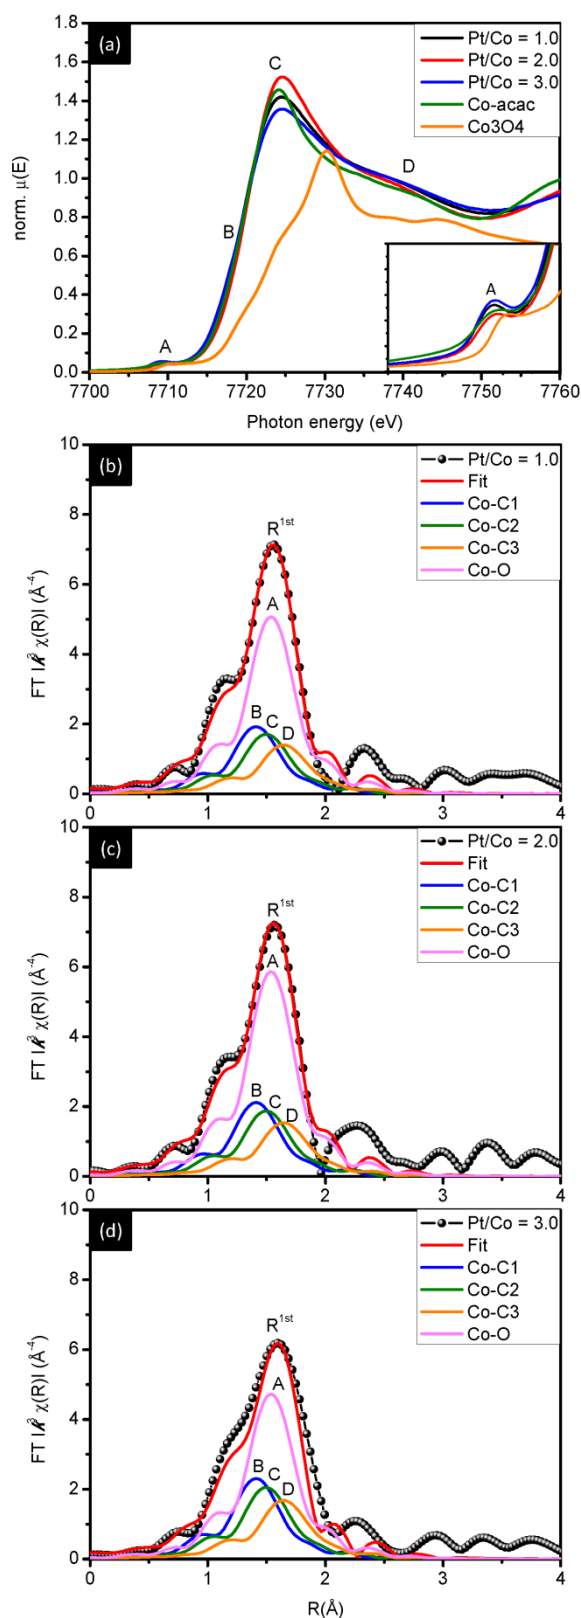 (a)
Pt/Co = 1.0
Pt/Co = 2.0
Pt/Co = 3.0
Co-acac
Co3O4
C
D
B
A
A
1.8
1.6
1.4
1.2
1.0
0.8
0.6
0.4
0.2
0.0
norm. μ(E)
7700 7710 7720 7730 7740 7750 7760
Photon energy (eV)
(b)
Pt/Co = 1.0
Fit
Co-C1
Co-C2
Co-C3
Co-O
R1st
A
B
C
D
10
8
6
4
2
0
FT |k³ χ(R)| (Å-4)
0 1 2 3 4
(c)
Pt/Co = 2.0
Fit
Co-C1
Co-C2
Co-C3
Co-O
R1st
A
B
C
D
10
8
6
4
2
0
FT |k³ χ(R)| (Å-4)
0 1 2 3 4
(d)
Pt/Co = 3.0
Fit
Co-C1
Co-C2
Co-C3
Co-O
R1st
A
B
C
D
10
8
6
4
2
0
FT |k³ χ(R)| (Å-4)
0 1 2 3 4
R(Å)